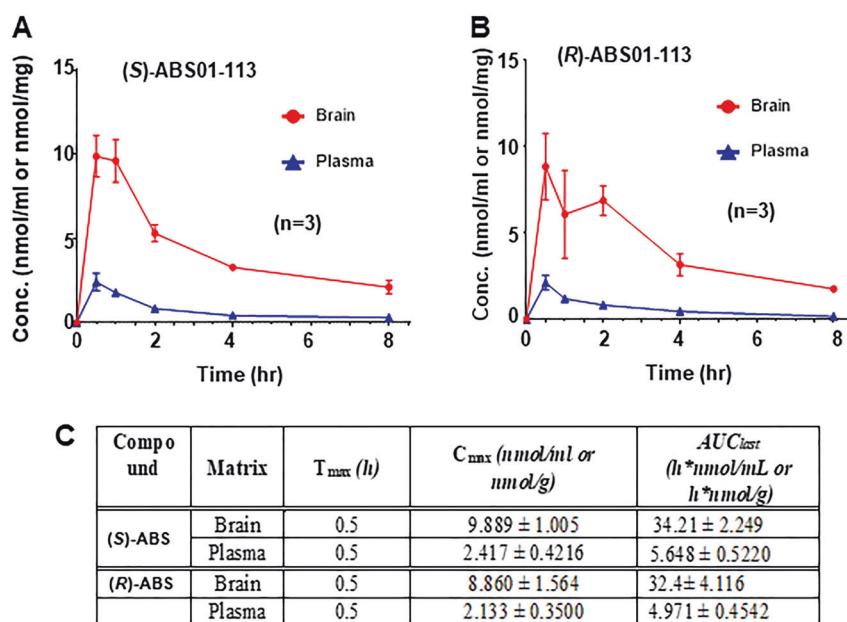 A
(S)-ABS01-113
15
10
5
0
Conc. (nmol/ml or nmol/mg)
Brain
Plasma
(n=3)
0
2
4
6
8
Time (hr)
B
(R)-ABS01-113
15
10
5
0
Conc. (nmol/ml or nmol/mg)
Brain
Plasma
(n=3)
0
2
4
6
8
Time (hr)
C
Compo Matrix Tmax (h) Cmax (nmol/ml or AUClast
und nmol/g) (h*nmol/mL or
h*nmol/g)
(S)-ABS Brain 0.5 9.889 ± 1.005 34.21 ± 2.249
Plasma 0.5 2.417 ± 0.4216 5.648 ± 0.5220
(R)-ABS Brain 0.5 8.860 ± 1.564 32.4± 4.116
Plasma 0.5 2.133 ± 0.3500 4.971 ± 0.4542